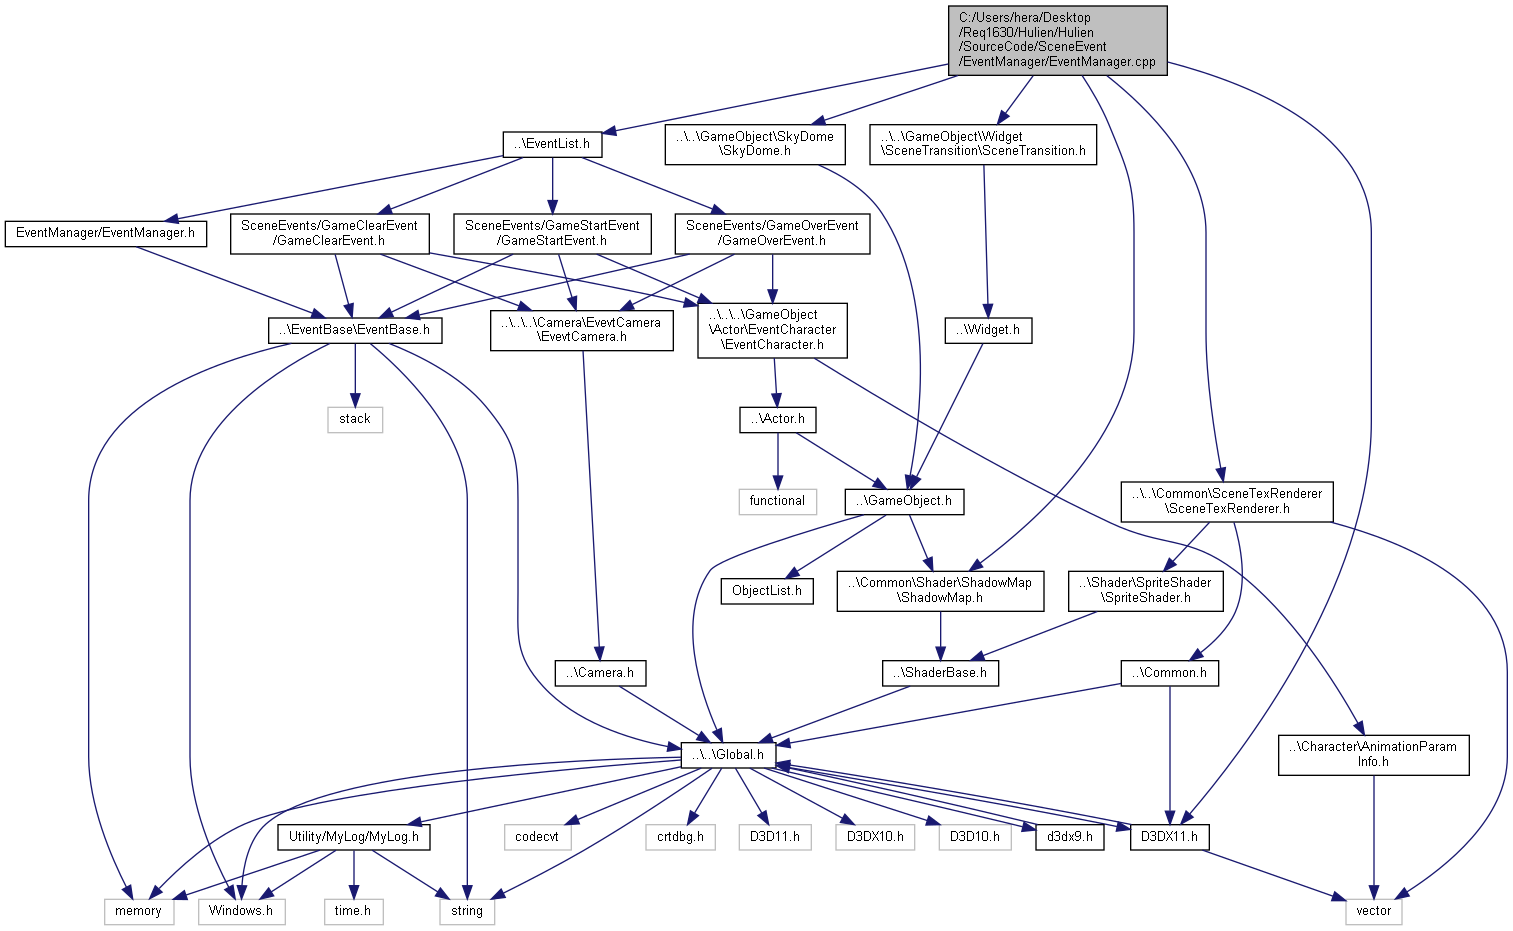 C:/Users/hera/Desktop
/Req1630/Hulien/Hulien
/SourceCode/SceneEvent
/EventManager/EventManager.cpp
..\EventList.h
..\..\GameObject\SkyDome
\SkyDome.h
..\..\GameObject\Widget
\SceneTransition\SceneTransition.h
EventManager/EventManager.h
SceneEvents/GameClearEvent
/GameClearEvent.h
SceneEvents/GameStartEvent
/GameStartEvent.h
SceneEvents/GameOverEvent
/GameOverEvent.h
..\EventBase\EventBase.h
..\..\..\Camera\EvevtCamera
\EvevtCamera.h
..\..\..\GameObject
\Actor\EventCharacter
\EventCharacter.h
..\Widget.h
stack
..\Actor.h
functional
..\GameObject.h
..\..\Common\SceneTexRenderer
\SceneTexRenderer.h
ObjectList.h
..\Common\Shader\ShadowMap
\ShadowMap.h
..\Shader\SpriteShader
\SpriteShader.h
..\Camera.h
..\ShaderBase.h
..\Common.h
..\..\Global.h
..\Character\AnimationParam
Info.h
Utility/MyLog/MyLog.h
codecvt
crtdbg.h
D3D11.h
D3DX10.h
D3D10.h
d3dx9.h
D3DX11.h
memory
Windows.h
time.h
string
vector